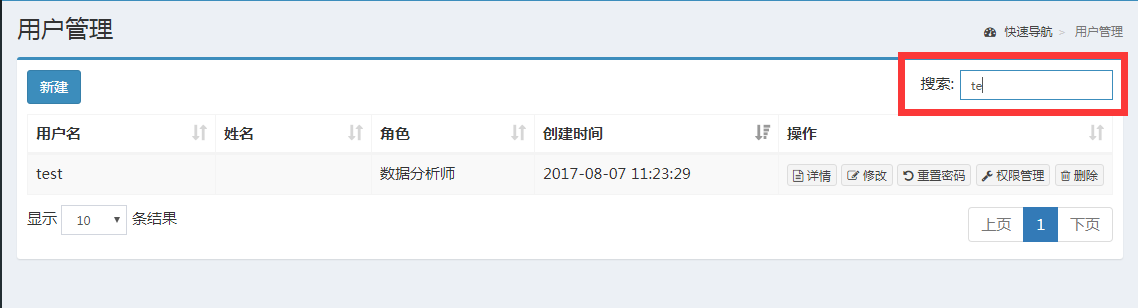 用户管理
快速导航 > 用户管理
新建
搜索: te
用户名 姓名 角色 创建时间 操作
test 数据分析师 2017-08-07 11:23:29 详情 修改 重置密码 权限管理 删除
显示 10 条结果
上页 1 下页